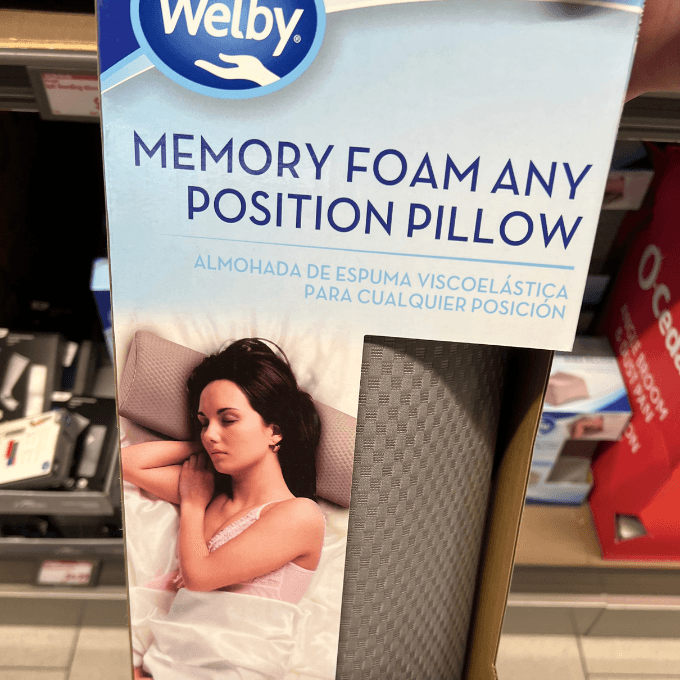 Welby®
MEMORY FOAM ANY
POSITION PILLOW
ALMOHADA DE ESPUMA VISCOELÁSTICA
PARA CUALQUIER POSICIÓN